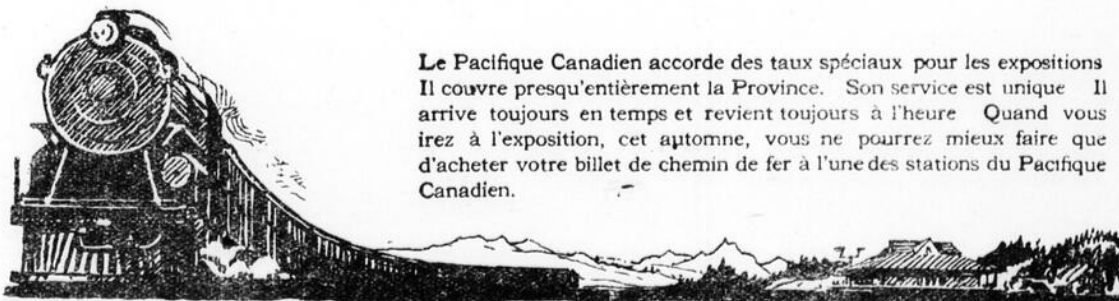 Le Pacifique Canadien accorde des taux spéciaux pour les expositions
Il couvre presqu'entièrement la Province. Son service est unique Il
arrive toujours en temps et revient toujours à l'heure Quand vous
irez à l'exposition, cet automne, vous ne pourrez mieux faire que
d'acheter votre billet de chemin de fer à l'une des stations du Pacifique
Canadien.